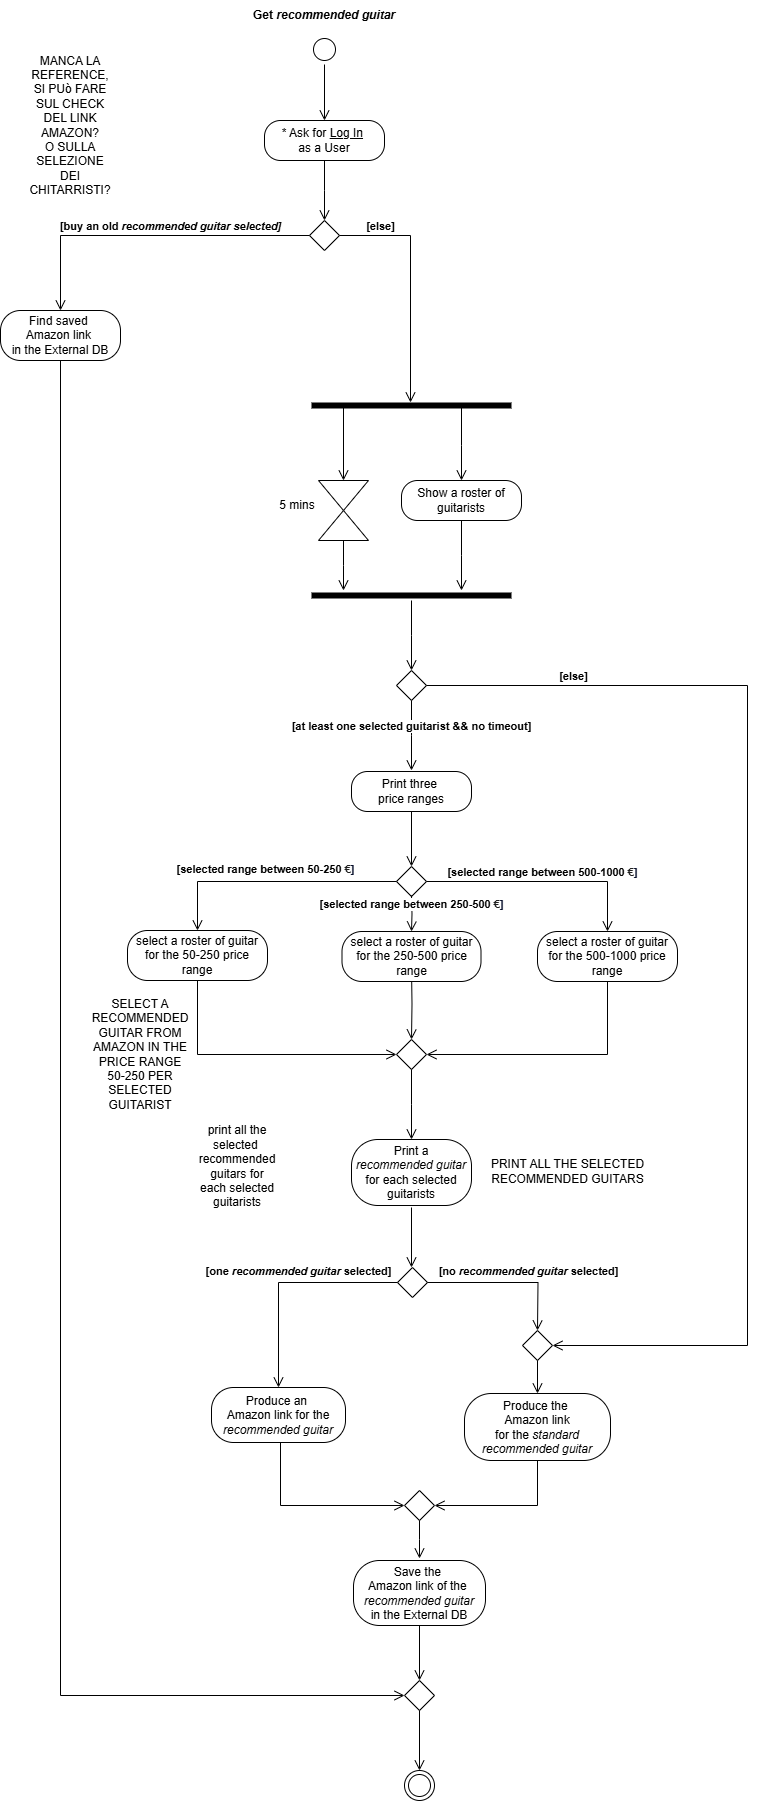 Get recommended guitar
MANCA LA
REFERENCE,
SI PUò FARE
SUL CHECK
DEL LINK
AMAZON?
O SULLA
SELEZIONE
DEI
CHITARRISTI?
* Ask for Log In
as a User
[buy an old recommended guitar selected]
[else]
Find saved
Amazon link
in the External DB
5 mins
Show a roster of
guitarists
[else]
[at least one selected guitarist && no timeout]
Print three
price ranges
[selected range between 50-250 €]
[selected range between 500-1000 €]
[selected range between 250-500 €]
select a roster of guitar
for the 50-250 price
range
select a roster of guitar
for the 250-500 price
range
select a roster of guitar
for the 500-1000 price
range
SELECT A
RECOMMENDED
GUITAR FROM
AMAZON IN THE
PRICE RANGE
50-250 PER
SELECTED
GUITARIST
print all the
selected
recommended
guitars for
each selected
guitarists
Print a
recommended guitar
for each selected
guitarists
PRINT ALL THE SELECTED
RECOMMENDED GUITARS
[one recommended guitar selected]
[no recommended guitar selected]
Produce an
Amazon link for the
recommended guitar
Produce the
Amazon link
for the standard
recommended guitar
Save the
Amazon link of the
recommended guitar
in the External DB